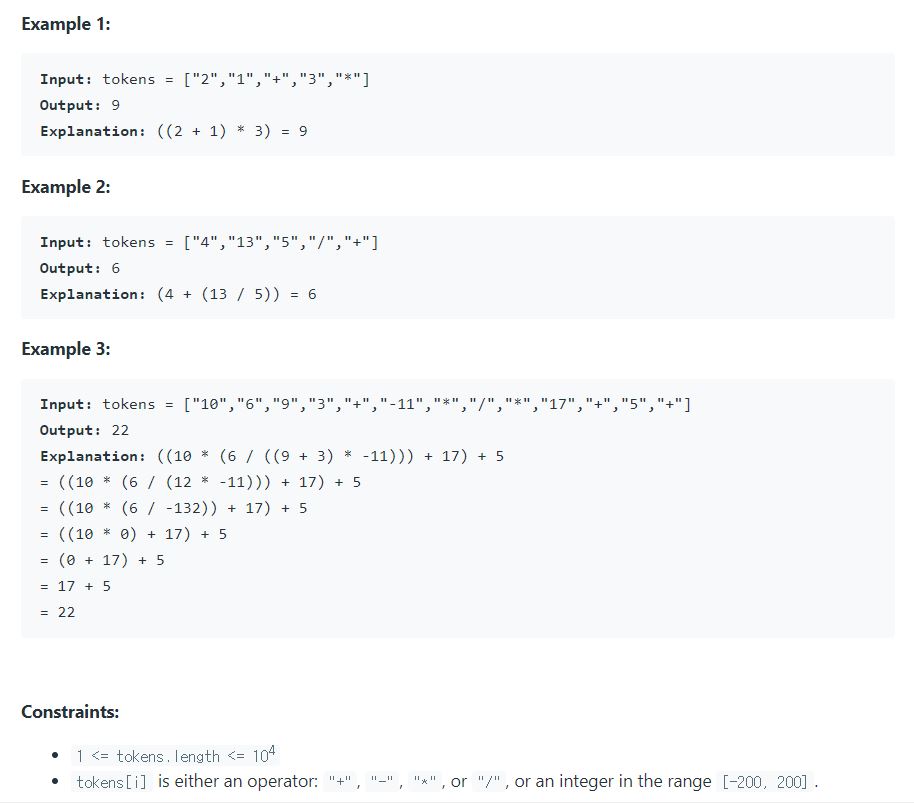 Example 1:
Input: tokens = ["2","1","+","3","*"]
Output: 9
Explanation: ((2 + 1) * 3) = 9
Example 2:
Input: tokens = ["4","13","5","/","+"]
Output: 6
Explanation: (4 + (13 / 5)) = 6
Example 3:
Input: tokens = ["10","6","9","3","+","-11","*","/","*","17","+","5","+"]
Output: 22
Explanation: ((10 * (6 / ((9 + 3) * -11))) + 17) + 5
= ((10 * (6 / (12 * -11))) + 17) + 5
= ((10 * (6 / -132)) + 17) + 5
= ((10 * 0) + 17) + 5
= (0 + 17) + 5
= 17 + 5
= 22
Constraints:
• 1 <= tokens.length <= 10⁴
• tokens[i] is either an operator: "+", "-", "*", or "/", or an integer in the range [-200, 200].